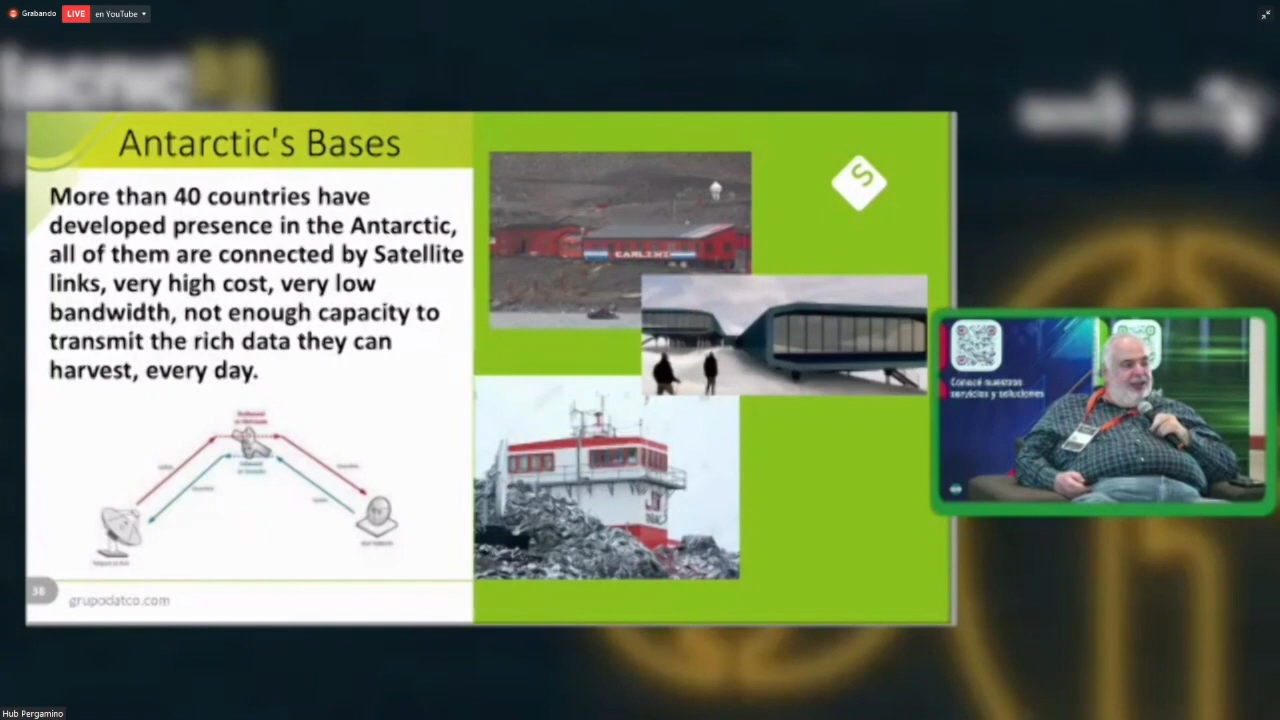 Grabando
LIVE
en YouTube
Antarctic's Bases
More than 40 countries have
developed presence in the Antarctic,
all of them are connected by Satellite
links, very high cost, very low
bandwidth, not enough capacity to
transmit the rich data they can
harvest, every day.
CARLINI
S
Conocé nuestros
servicios y soluciones
38
grupodatco.com
Hub Pergamino